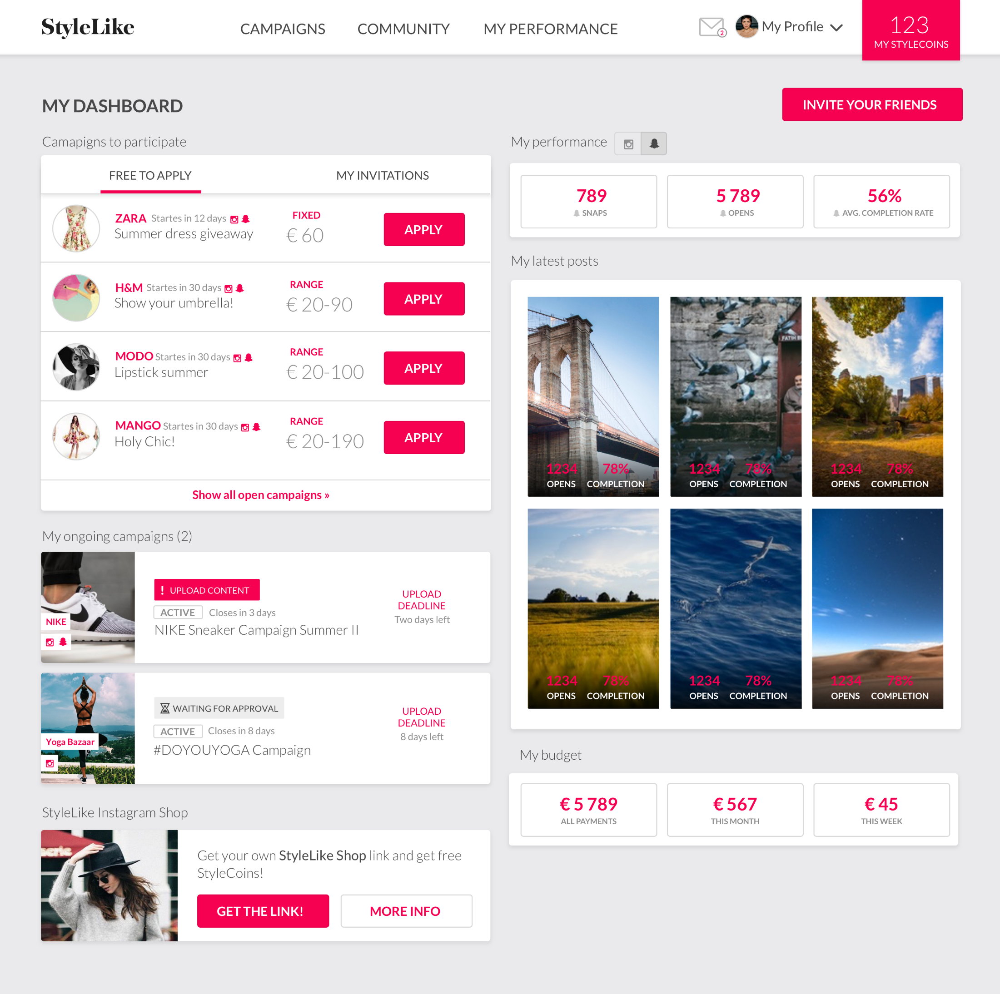 StyleLike
CAMPAIGNS
COMMUNITY
MY PERFORMANCE
2
My Profile
123
MY STYLECOINS
MY DASHBOARD
INVITE YOUR FRIENDS
Camapigns to participate
FREE TO APPLY
MY INVITATIONS
ZARA Startes in 12 days
Summer dress giveaway
FIXED
€ 60
APPLY
H&M Startes in 30 days
Show your umbrella!
RANGE
€ 20-90
APPLY
MODO Startes in 30 days
Lipstick summer
RANGE
€ 20-100
APPLY
MANGO Startes in 30 days
Holy Chic!
RANGE
€ 20-190
APPLY
Show all open campaigns »
My ongoing campaigns (2)
NIKE
! UPLOAD CONTENT
ACTIVE Closes in 3 days
NIKE Sneaker Campaign Summer II
UPLOAD
DEADLINE
Two days left
Yoga Bazaar
WAITING FOR APPROVAL
ACTIVE Closes in 8 days
#DOYOUYOGA Campaign
UPLOAD
DEADLINE
8 days left
StyleLike Instagram Shop
serie
Get your own StyleLike Shop link and get free
StyleCoins!
GET THE LINK!
MORE INFO
My performance
789
SNAPS
5 789
OPENS
56%
AVG. COMPLETION RATE
My latest posts
FATIH
1234 78%
OPENS COMPLETION
1234 78%
OPENS COMPLETION
1234 78%
OPENS COMPLETION
1234 78%
OPENS COMPLETION
1234 78%
OPENS COMPLETION
1234 78%
OPENS COMPLETION
My budget
€ 5 789
ALL PAYMENTS
€ 567
THIS MONTH
€ 45
THIS WEEK